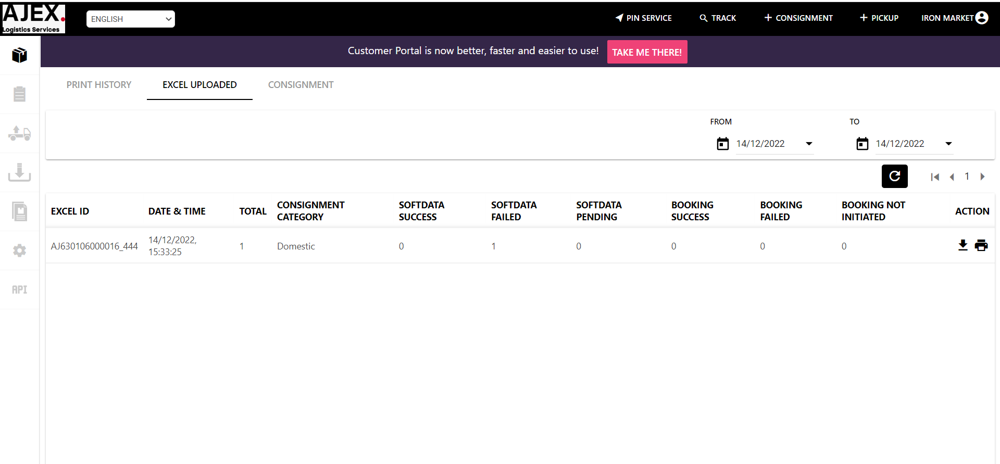 AJEX.
Logistics Services
ENGLISH
PIN SERVICE
TRACK
CONSIGNMENT
PICKUP
IRON MARKET
Customer Portal is now better, faster and easier to use!
TAKE ME THERE!
PRINT HISTORY
EXCEL UPLOADED
CONSIGNMENT
FROM
TO
14/12/2022
14/12/2022
1
EXCEL ID
DATE & TIME
TOTAL
CONSIGNMENT
CATEGORY
SOFTDATA
SUCCESS
SOFTDATA
FAILED
SOFTDATA
PENDING
BOOKING
SUCCESS
BOOKING
FAILED
BOOKING NOT
INITIATED
ACTION
AJ630106000016_444
14/12/2022,
15:33:25
1
Domestic
0
1
0
0
0
0
API